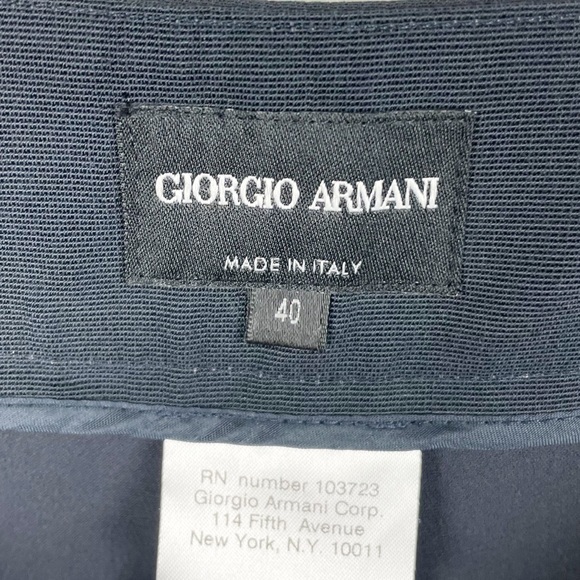 GIORGIO ARMANI
MADE IN ITALY
40
RN number 103723
Giorgio Armani Corp.
114 Fifth Avenue
New York, N.Y. 10011